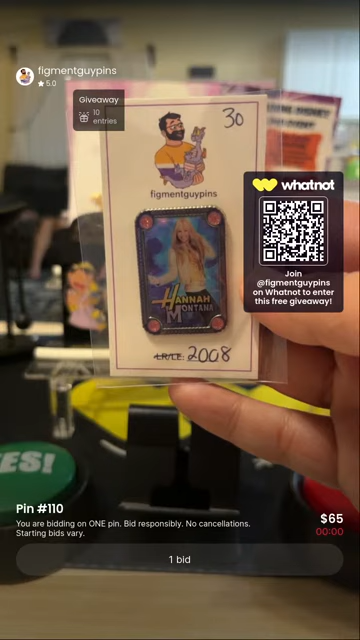 figmentguypins
★ 5.0
Giveaway
10
entries
30
figmentguypins
whatnot
Join
@figmentguypins
on Whatnot to enter
this free giveaway!
HANNAH
MONTANA
LR/LE: 2008
YES!
Pin #110
$65
You are bidding on ONE pin. Bid responsibly. No cancellations.
Starting bids vary.
00:00
1 bid